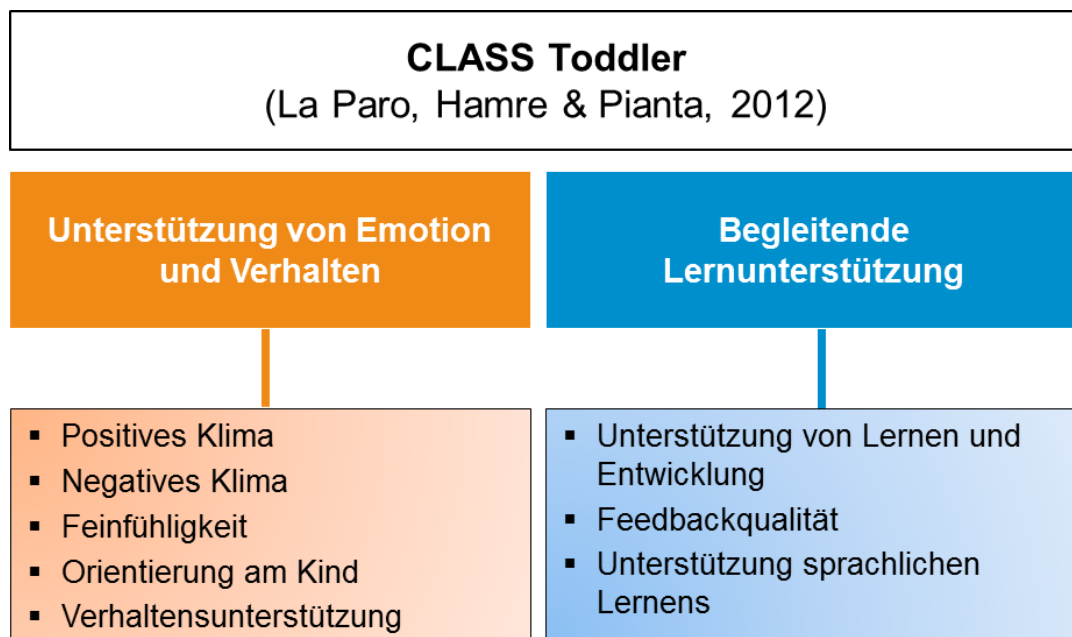 CLASS Toddler
(La Paro, Hamre & Pianta, 2012)
Unterstützung von Emotion
und Verhalten
▪ Positives Klima
▪ Negatives Klima
▪ Feinfühligkeit
▪ Orientierung am Kind
▪ Verhaltensunterstützung
Begleitende
Lernunterstützung
▪ Unterstützung von Lernen und
Entwicklung
▪ Feedbackqualität
▪ Unterstützung sprachlichen
Lernens